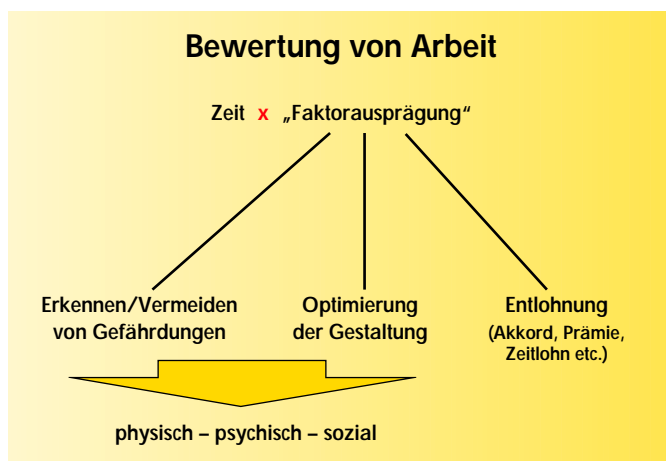 Bewertung von Arbeit
Zeit x „Faktorausprägung“
Erkennen/Vermeiden
von Gefährdungen
Optimierung
der Gestaltung
Entlohnung
(Akkord, Prämie,
Zeitlohn etc.)
physisch – psychisch – sozial